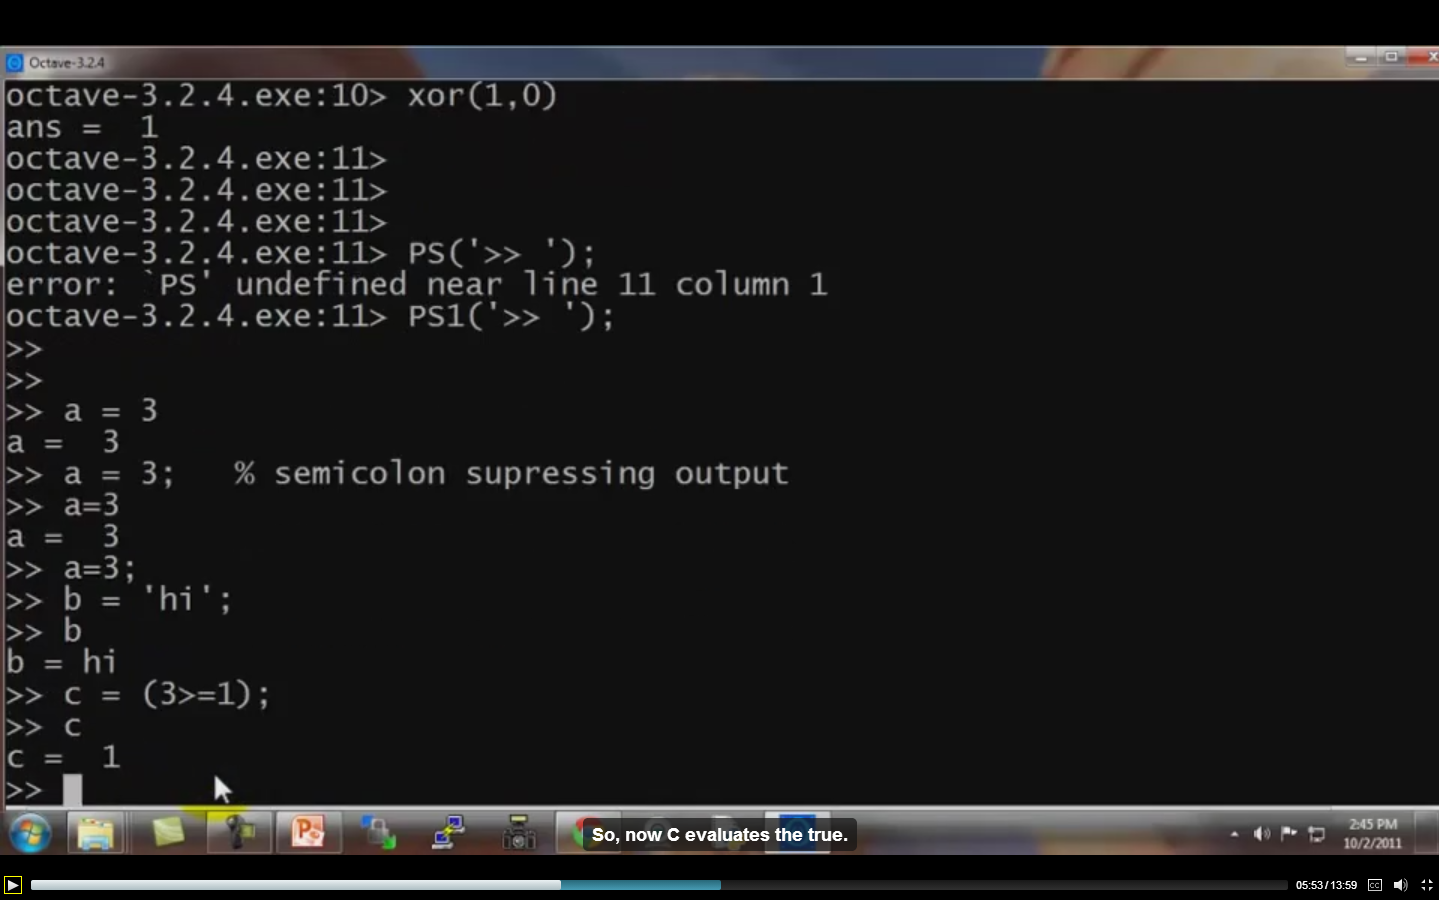 Octave-3.2.4
octave-3.2.4.exe:10> xor(1,0)
ans =  1
octave-3.2.4.exe:11>
octave-3.2.4.exe:11>
octave-3.2.4.exe:11>
octave-3.2.4.exe:11> PS('>> ');
error: `PS' undefined near line 11 column 1
octave-3.2.4.exe:11> PS1('>> ');
>>
>>
>> a = 3
a =  3
>> a = 3;   % semicolon supressing output
>> a=3
a =  3
>> a=3;
>> b = 'hi';
>> b
b = hi
>> c = (3>=1);
>> c
c =  1
>>
So, now C evaluates the true.
2:45 PM
10/2/2011
05:53 / 13:59
CC